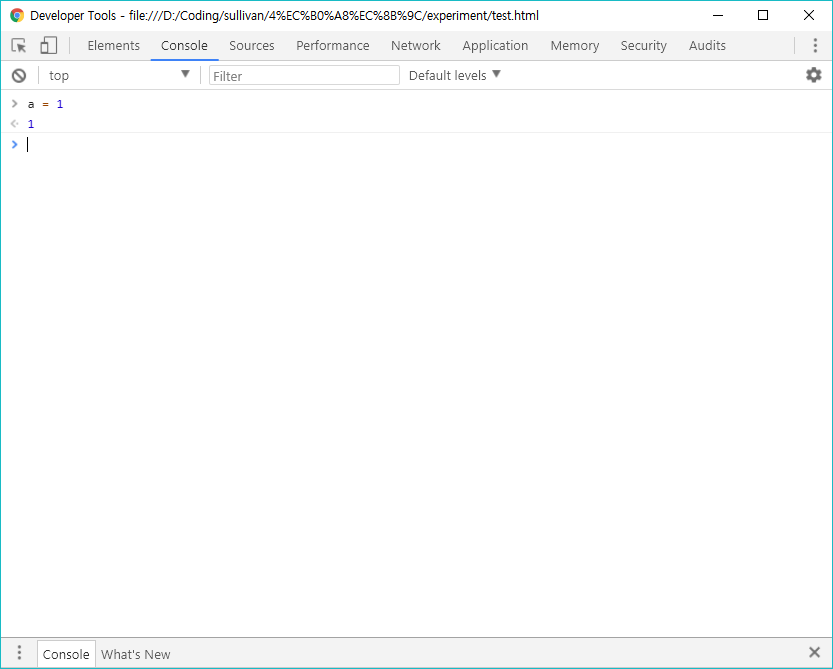 Developer Tools - file:///D:/Coding/sullivan/4%EC%B0%A8%EC%8B%9C/experiment/test.html
Elements Console Sources Performance Network Application Memory Security Audits
top Filter Default levels
> a = 1
< 1
>
Console What's New